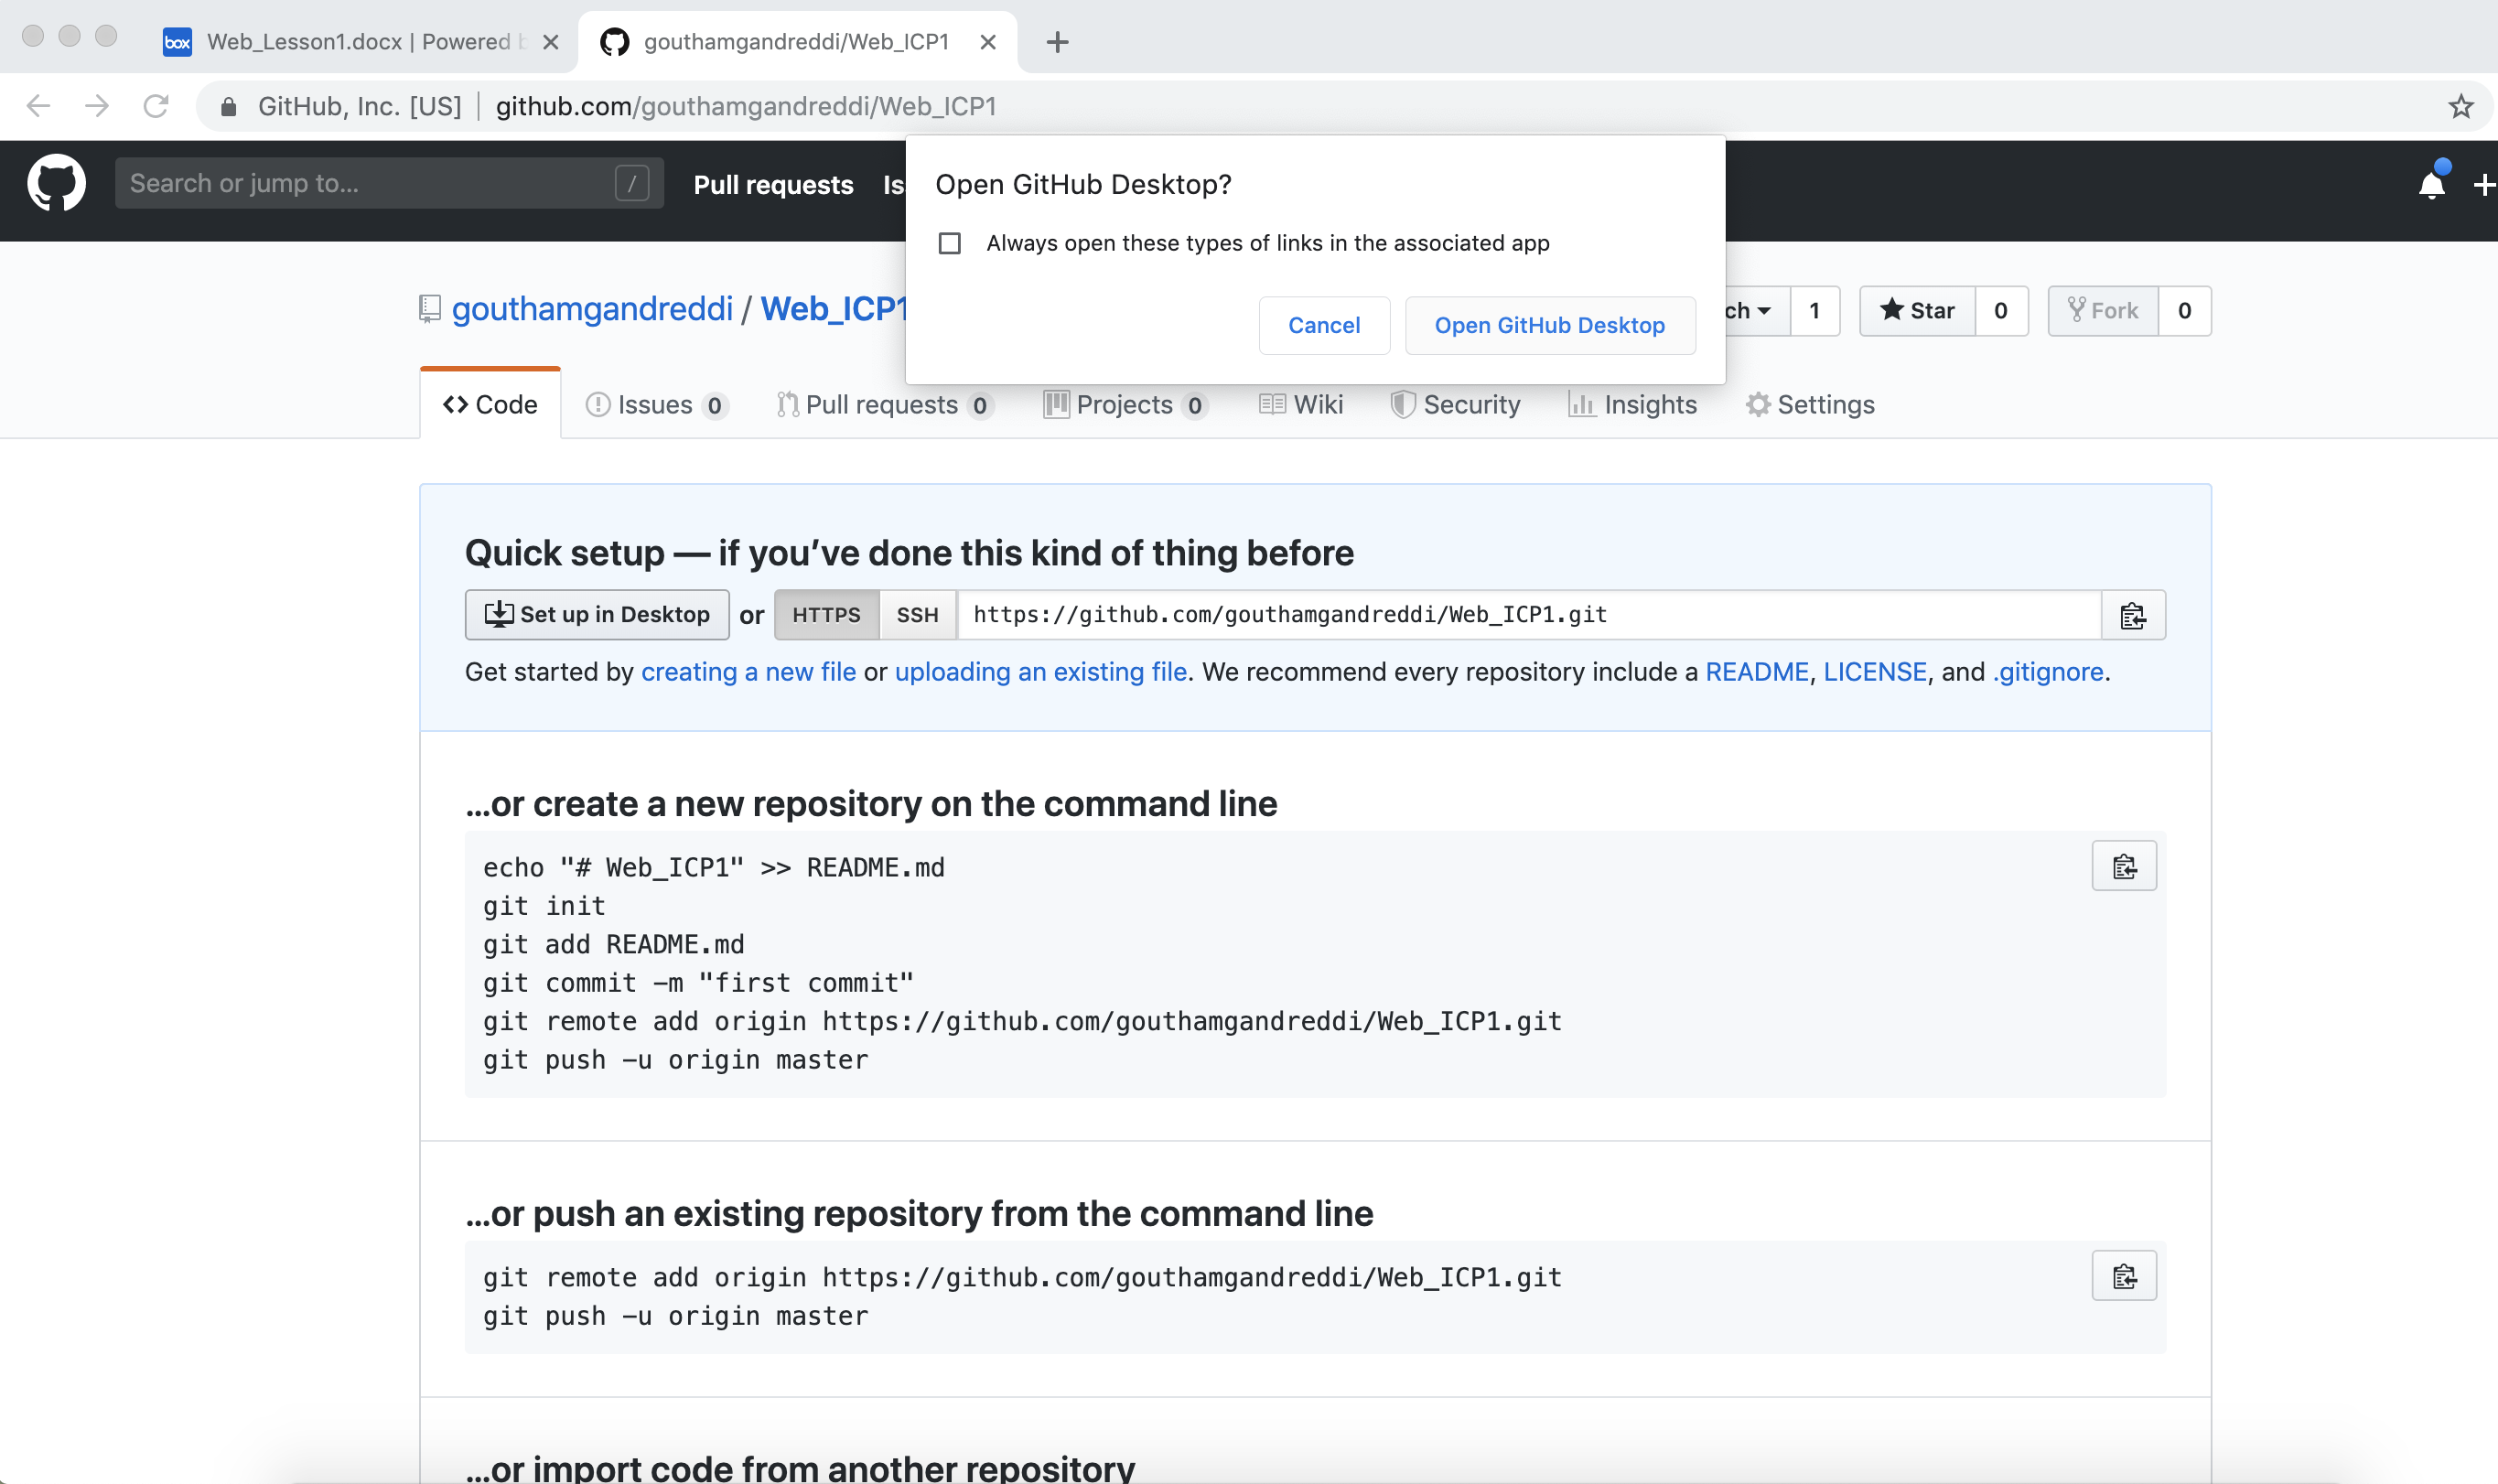 box Web_Lesson1.docx | Powered b
gouthamgandreddi/Web_ICP1
GitHub, Inc. [US] | github.com/gouthamgandreddi/Web_ICP1
Open GitHub Desktop?
Always open these types of links in the associated app
Cancel Open GitHub Desktop
Search or jump to... /
Pull requests Is
gouthamgandreddi / Web_ICP1
ch 1 Star 0 Fork 0
Code Issues 0 Pull requests 0 Projects 0 Wiki Security Insights Settings
Quick setup — if you’ve done this kind of thing before
Set up in Desktop or HTTPS SSH https://github.com/gouthamgandreddi/Web_ICP1.git
Get started by creating a new file or uploading an existing file. We recommend every repository include a README, LICENSE, and .gitignore.
…or create a new repository on the command line
echo "# Web_ICP1" >> README.md
git init
git add README.md
git commit -m "first commit"
git remote add origin https://github.com/gouthamgandreddi/Web_ICP1.git
git push -u origin master
…or push an existing repository from the command line
git remote add origin https://github.com/gouthamgandreddi/Web_ICP1.git
git push -u origin master
…or import code from another repository